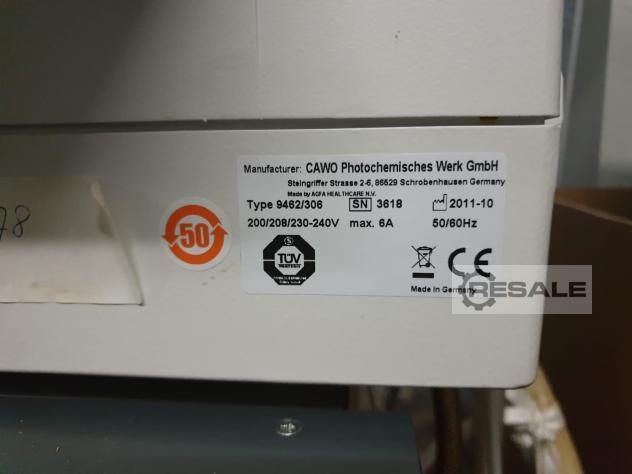 Manufacturer: CAWO Photochemisches Werk GmbH
Steingriffer Strasse 2-6, 86529 Schrobenhausen Germany
Made by AGFA HEALTHCARE N.V.
Type 9462/306 SN 3618 2011-10
200/208/230-240V max. 6A 50/60Hz
50
S
TÜV
CE
Made in Germany
RESALE
78